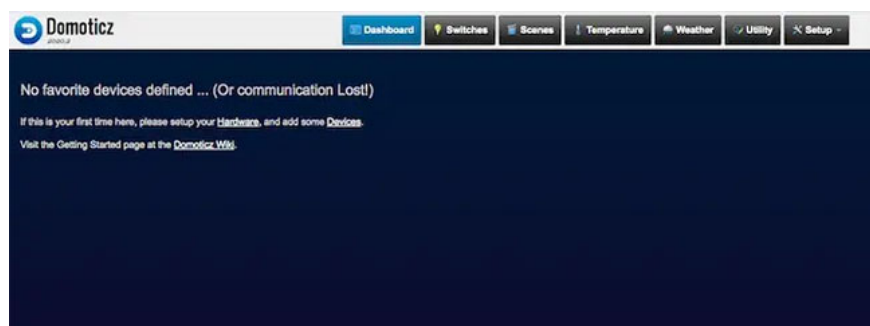 Domoticz
2020.2
Dashboard
Switches
Scenes
Temperature
Weather
Utility
Setup
No favorite devices defined ... (Or communication Lost!)
If this is your first time here, please setup your Hardware, and add some Devices.
Visit the Getting Started page at the Domoticz Wiki.